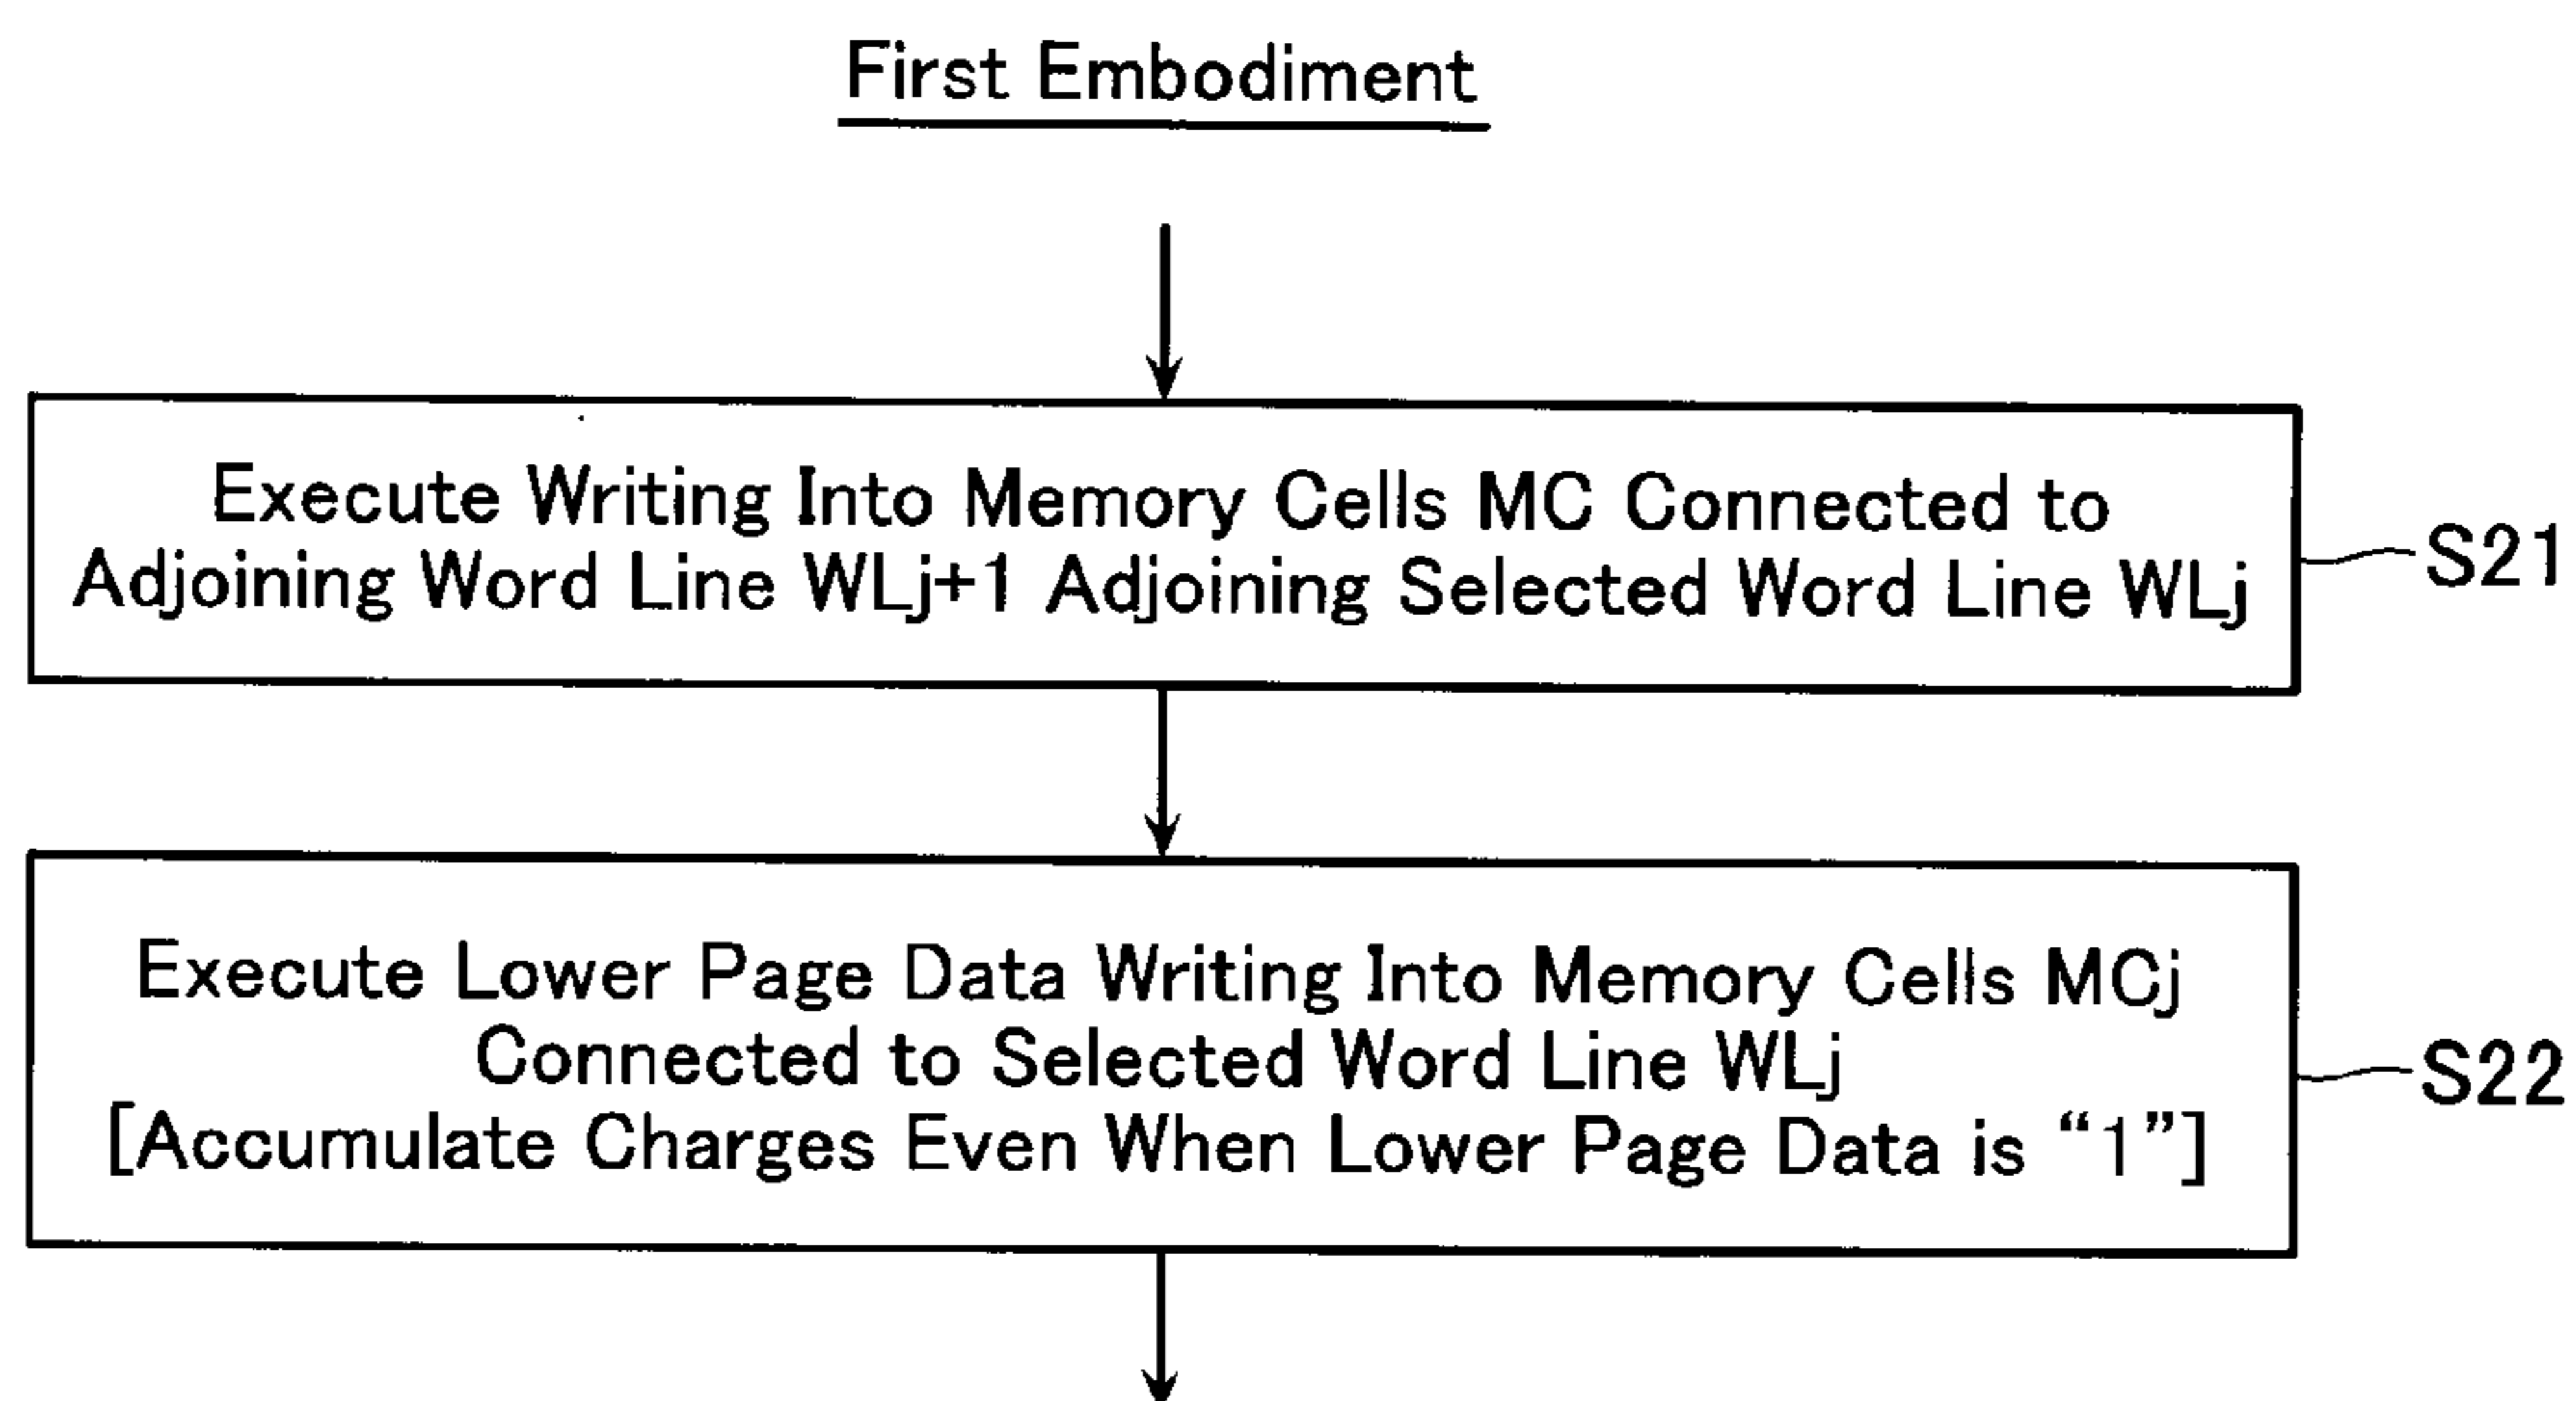 First Embodiment
Execute Writing Into Memory Cells MC Connected to
Adjoining Word Line WLj+1 Adjoining Selected Word Line WLj
S21
Execute Lower Page Data Writing Into Memory Cells MCj
Connected to Selected Word Line WLj
[Accumulate Charges Even When Lower Page Data is “1”]
S22